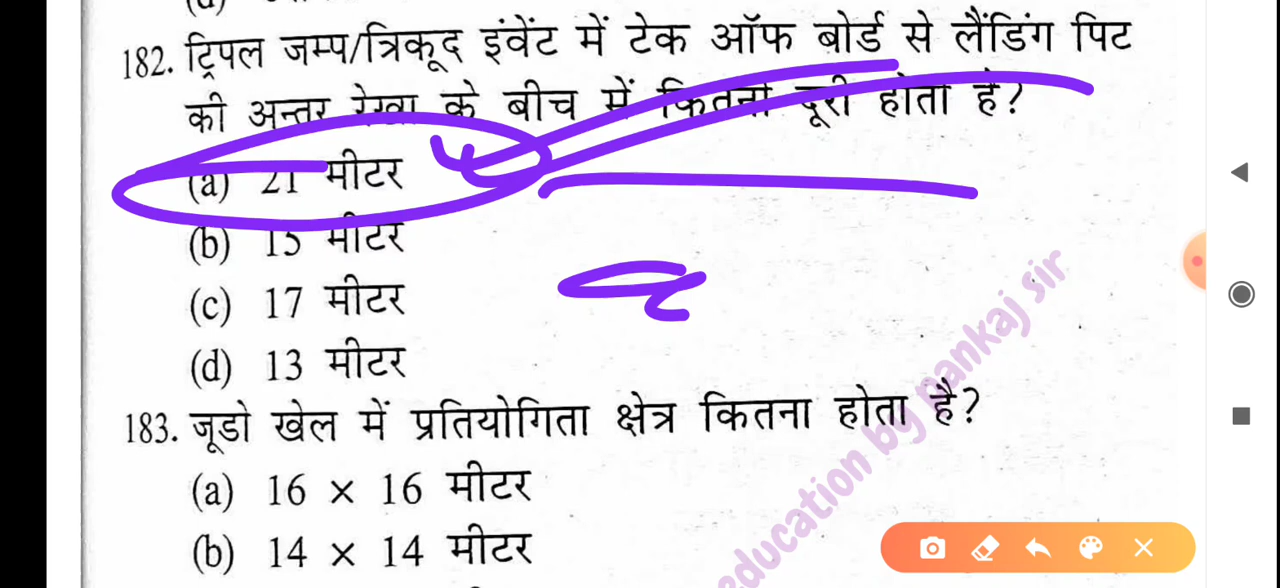 182. ट्रिपल जम्प/त्रिकूद इंवेंट में टेक ऑफ बोर्ड से लैंडिंग पिट
की अन्तर रेखा के बीच में कितनी दूरी होती है?
(a) 21 मीटर
(b) 15 मीटर
(c) 17 मीटर
(d) 13 मीटर
183. जूडो खेल में प्रतियोगिता क्षेत्र कितना होता है?
(a) 16 × 16 मीटर
(b) 14 × 14 मीटर
education by pankaj sir